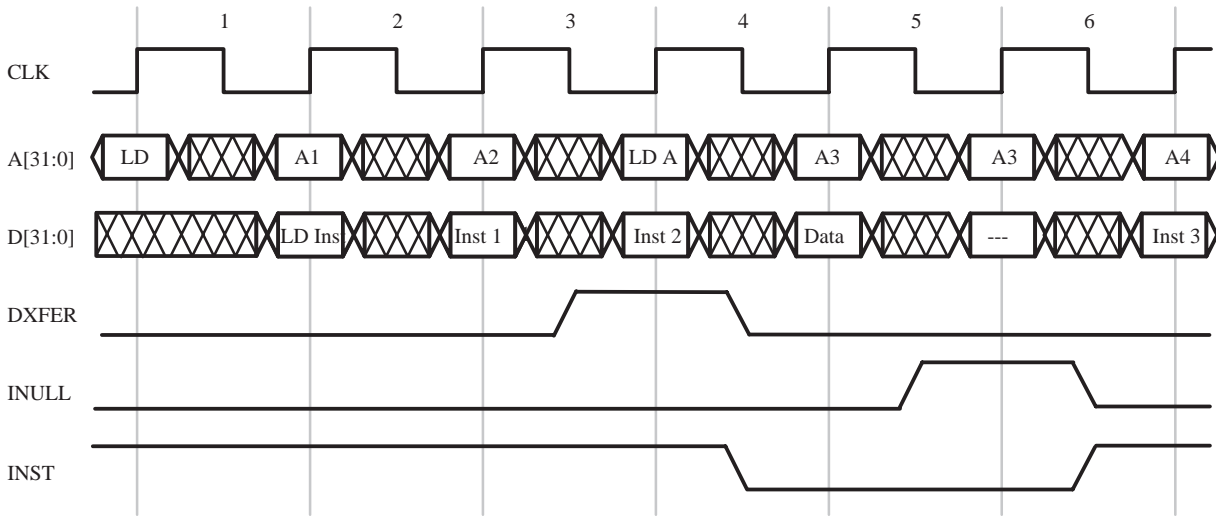 1 2 3 4 5 6
CLK
A[31:0] LD A1 A2 LD A A3 A3 A4
D[31:0] LD Inst Inst 1 Inst 2 Data --- Inst 3
DXFER
INULL
INST